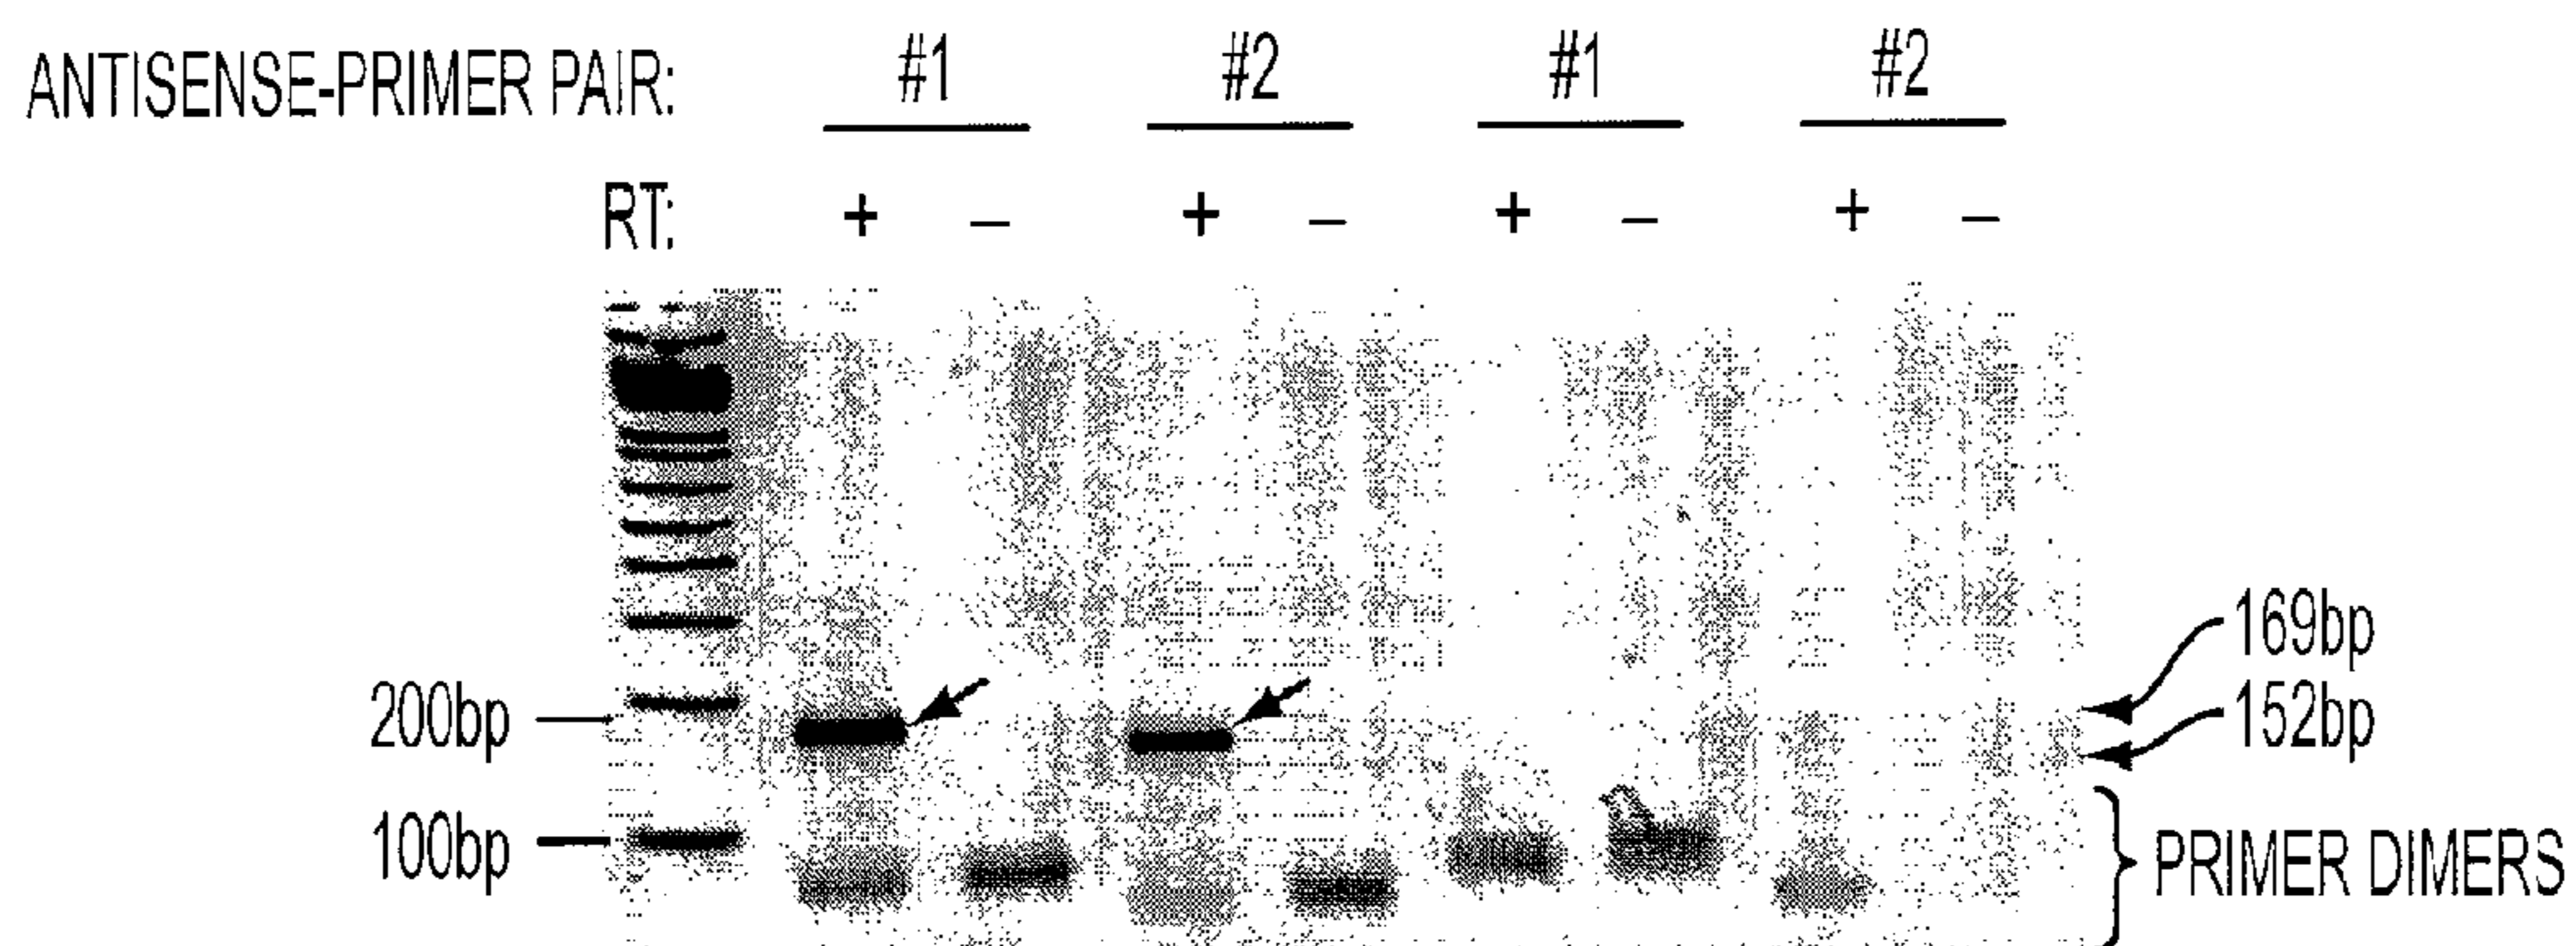 ANTISENSE-PRIMER PAIR: #1 #2 #1 #2
RT: + – + – + – + –
169bp
200bp
152bp
100bp
PRIMER DIMERS